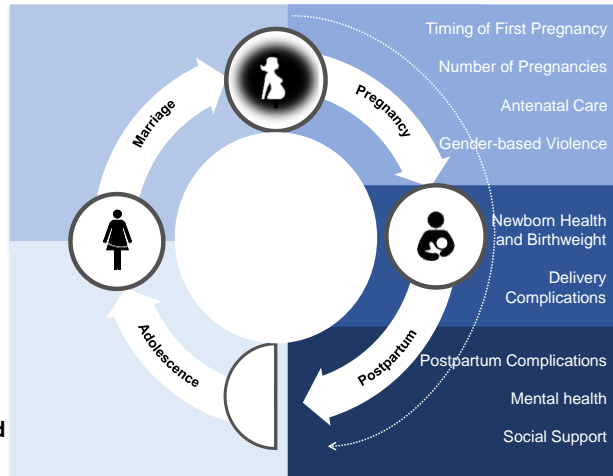 Timing of First Pregnancy
Number of Pregnancies
Antenatal Care
Gender-based Violence
Marriage
Pregnancy
Newborn Health
and Birthweight
Delivery
Complications
Adolescence
Postpartum
Postpartum Complications
Mental health
Social Support
d